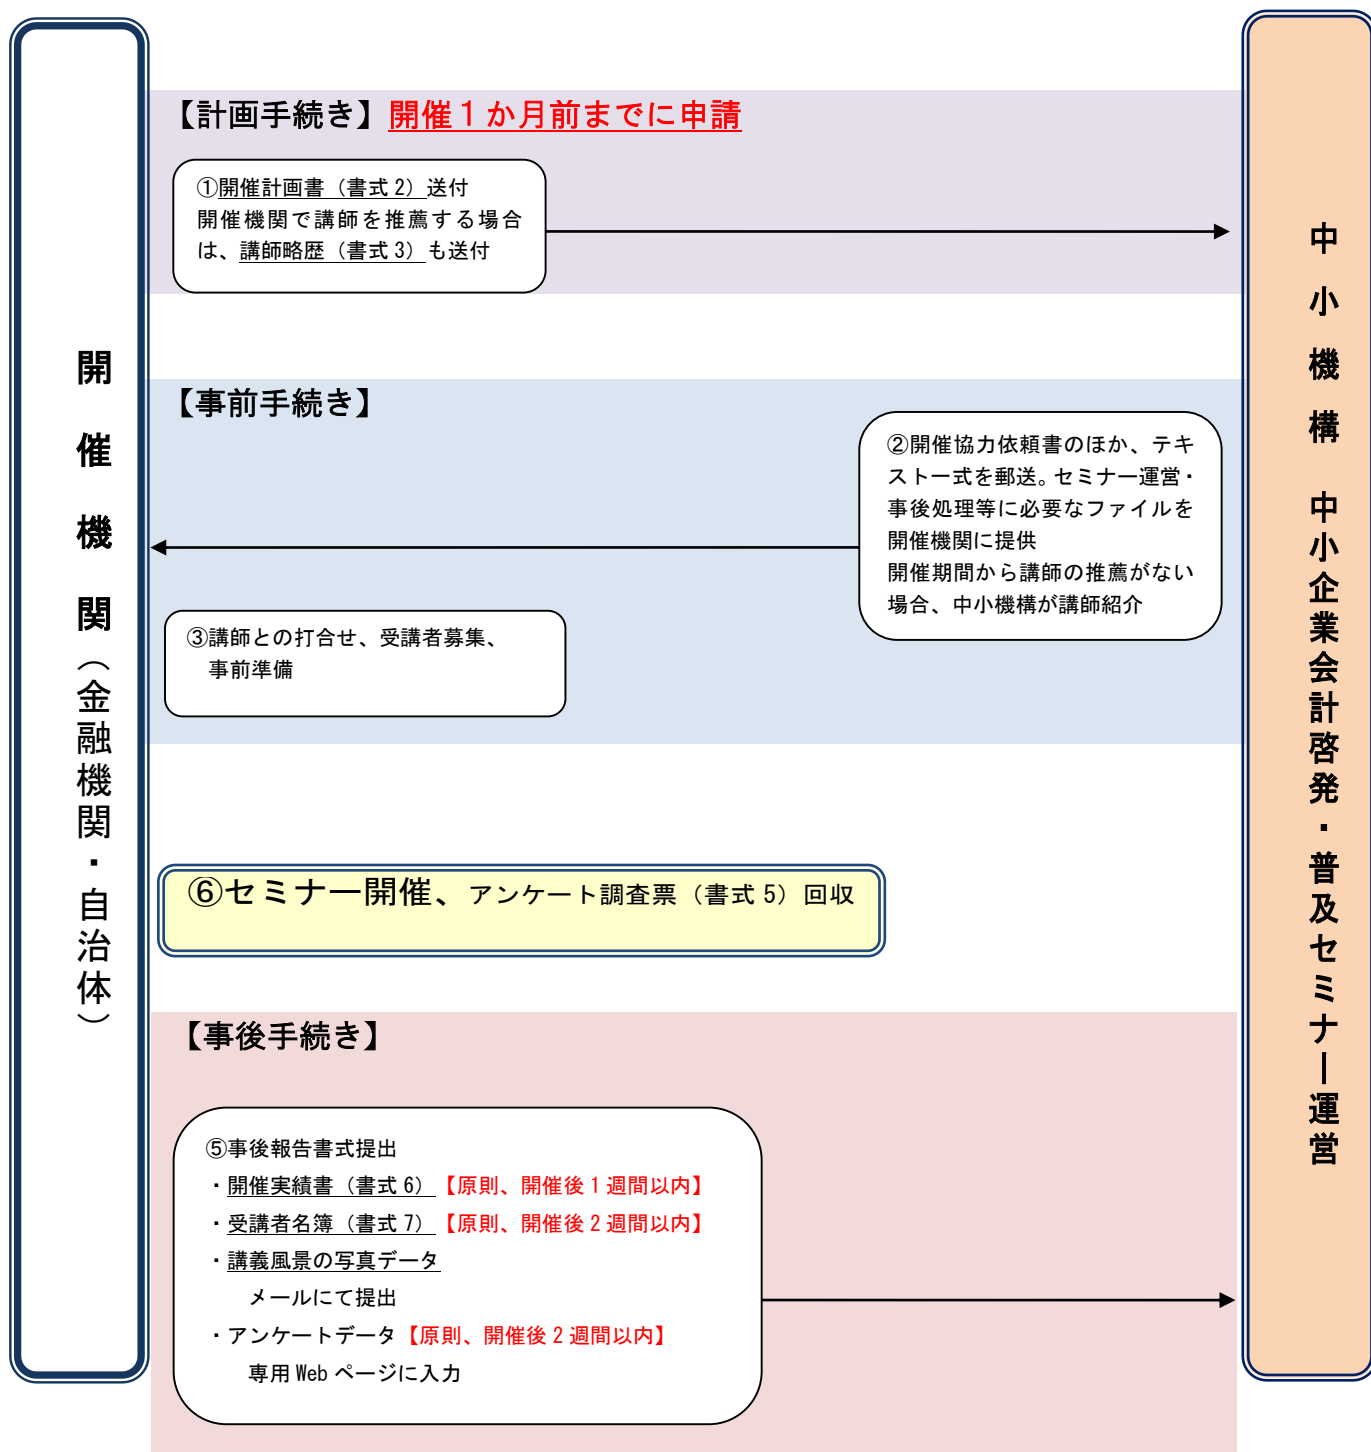 開催機関（金融機関・自治体）
【計画手続き】開催１か月前までに申請
①開催計画書（書式2）送付
開催機関で講師を推薦する場合
は、講師略歴（書式3）も送付
【事前手続き】
②開催協力依頼書のほか、テキ
スト一式を郵送。セミナー運営・
事後処理等に必要なファイルを
開催機関に提供
開催期間から講師の推薦がない
場合、中小機構が講師紹介
③講師との打合せ、受講者募集、
事前準備
⑥セミナー開催、アンケート調査票（書式5）回収
【事後手続き】
⑤事後報告書式提出
・開催実績書（書式6）【原則、開催後1週間以内】
・受講者名簿（書式7）【原則、開催後2週間以内】
・講義風景の写真データ
メールにて提出
・アンケートデータ【原則、開催後2週間以内】
専用Webページに入力
中小機構 中小企業会計啓発・普及セミナー運営